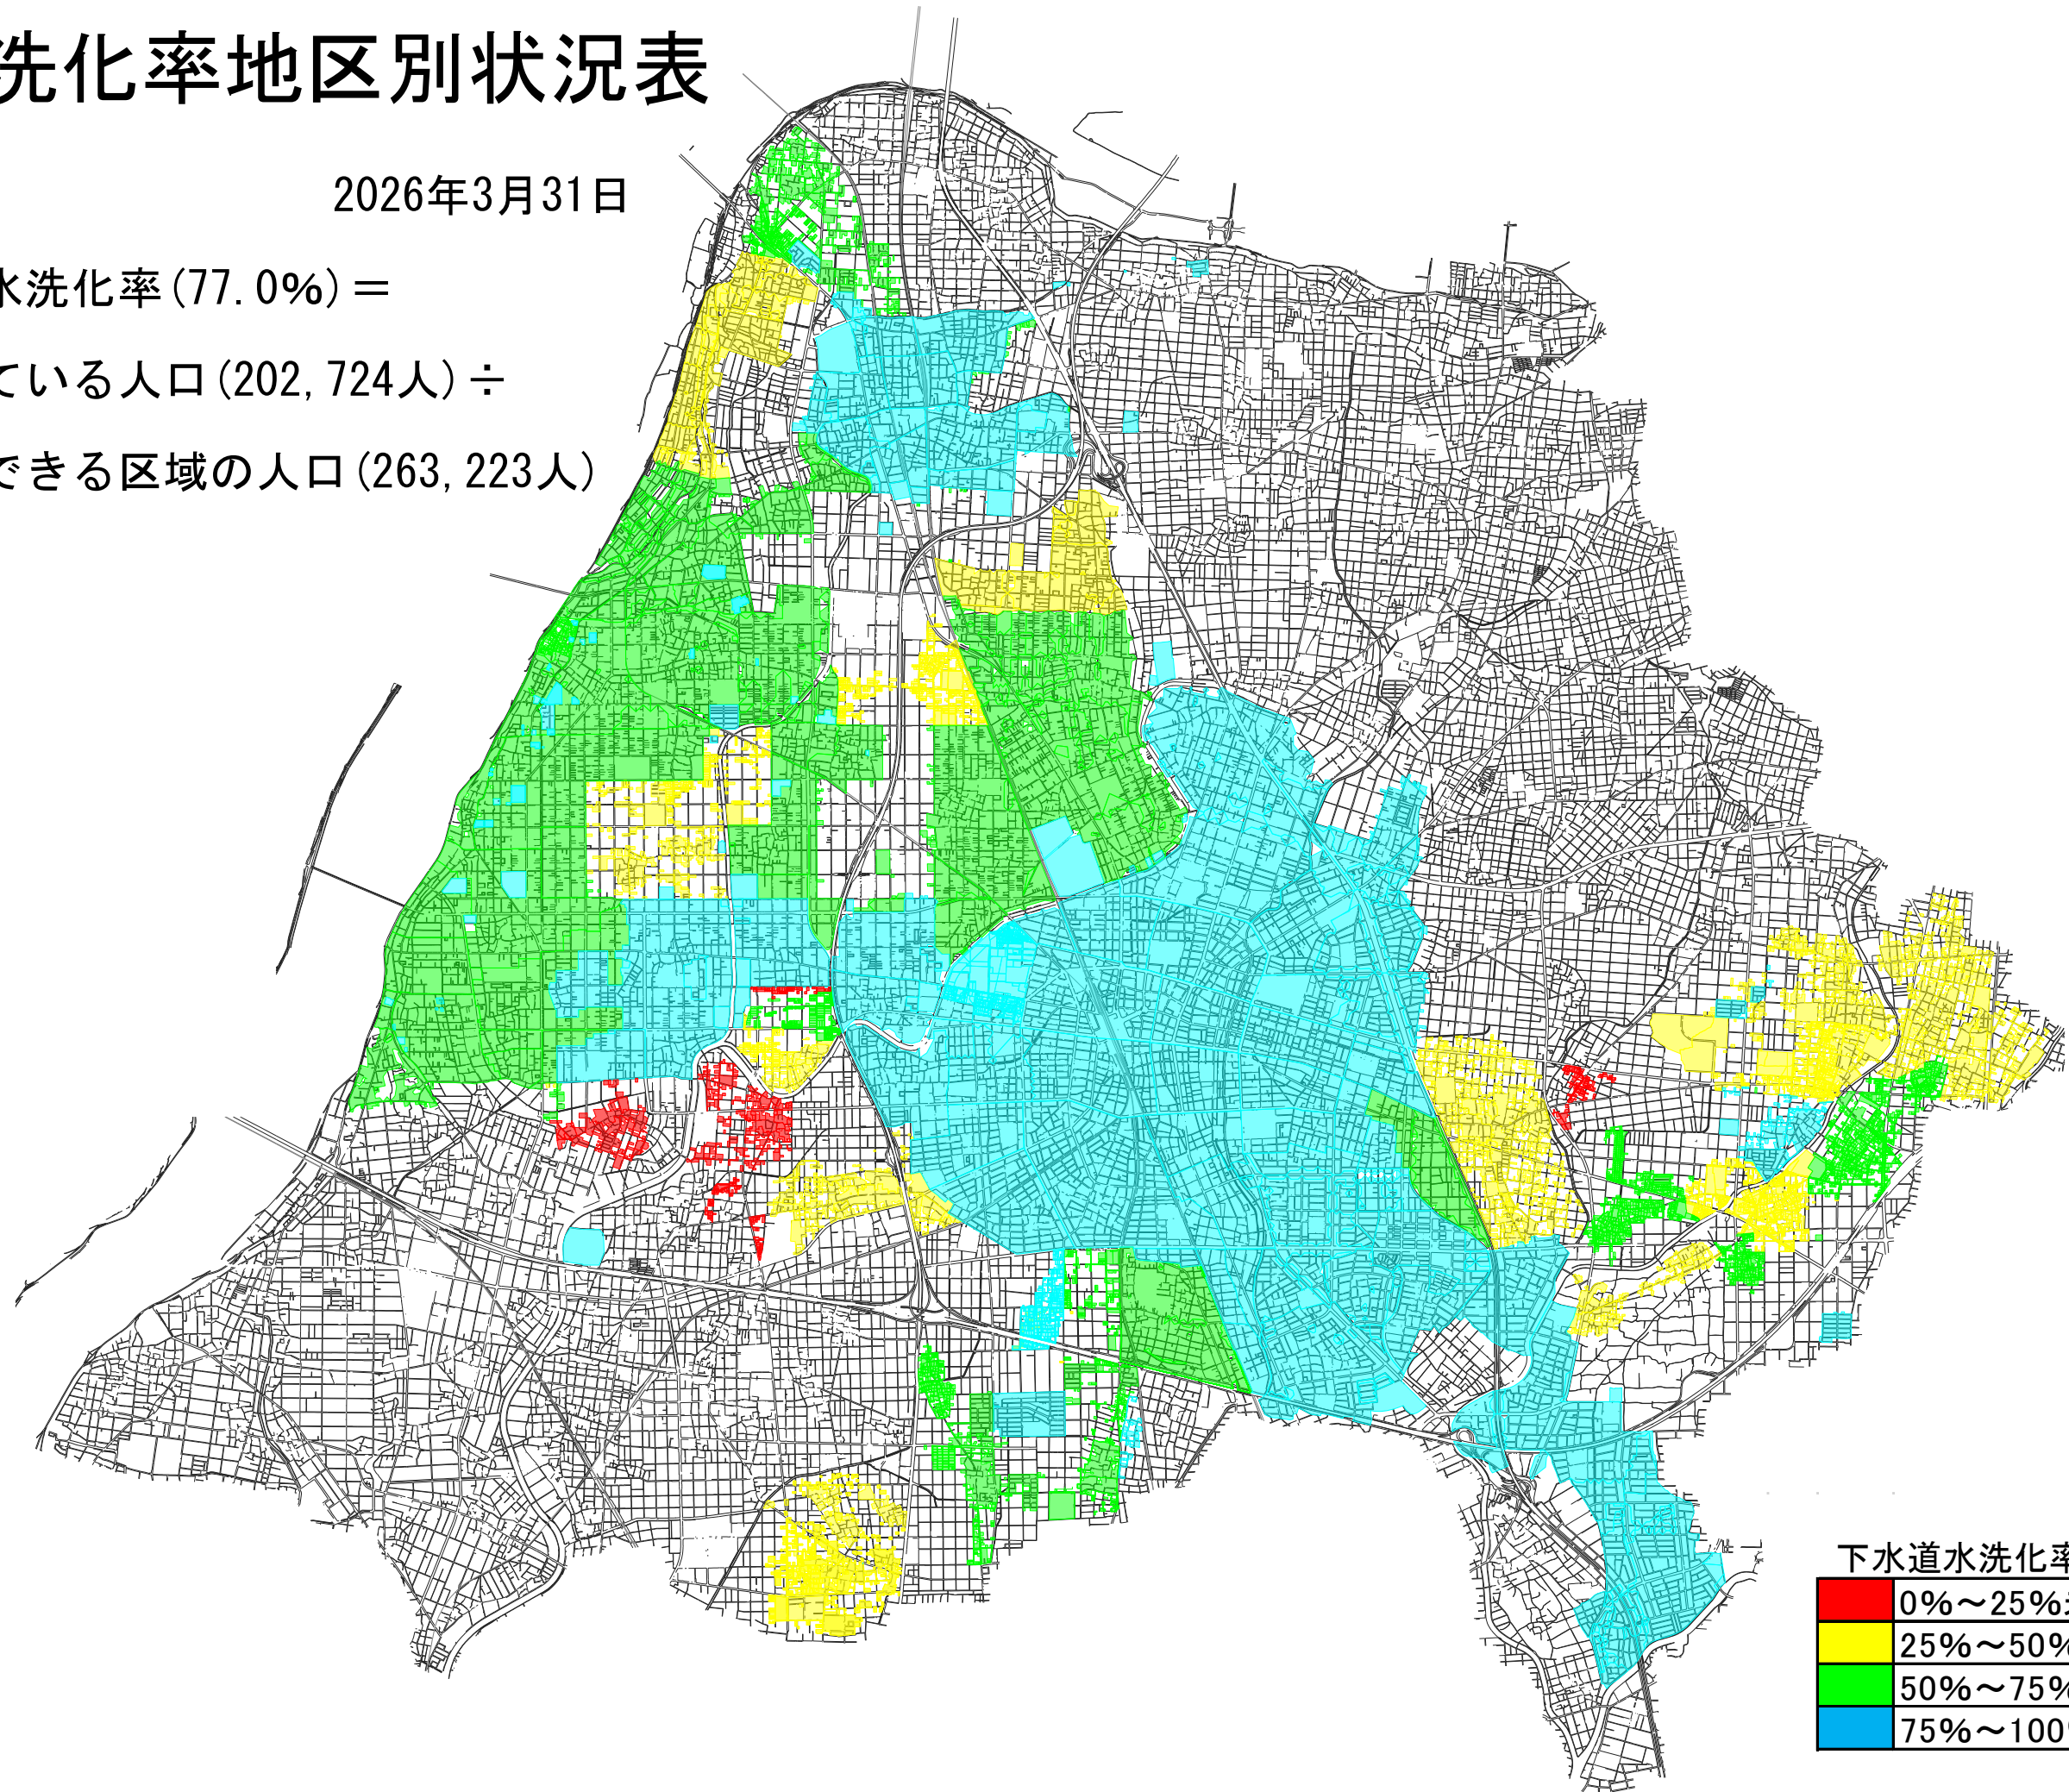 洗化率地区別状況表
2026年3月31日
水洗化率(77.0%)＝
ている人口(202,724人)÷
できる区域の人口(263,223人)
下水道水洗化率
0%～25%
25%～50%
50%～75%
75%～100%